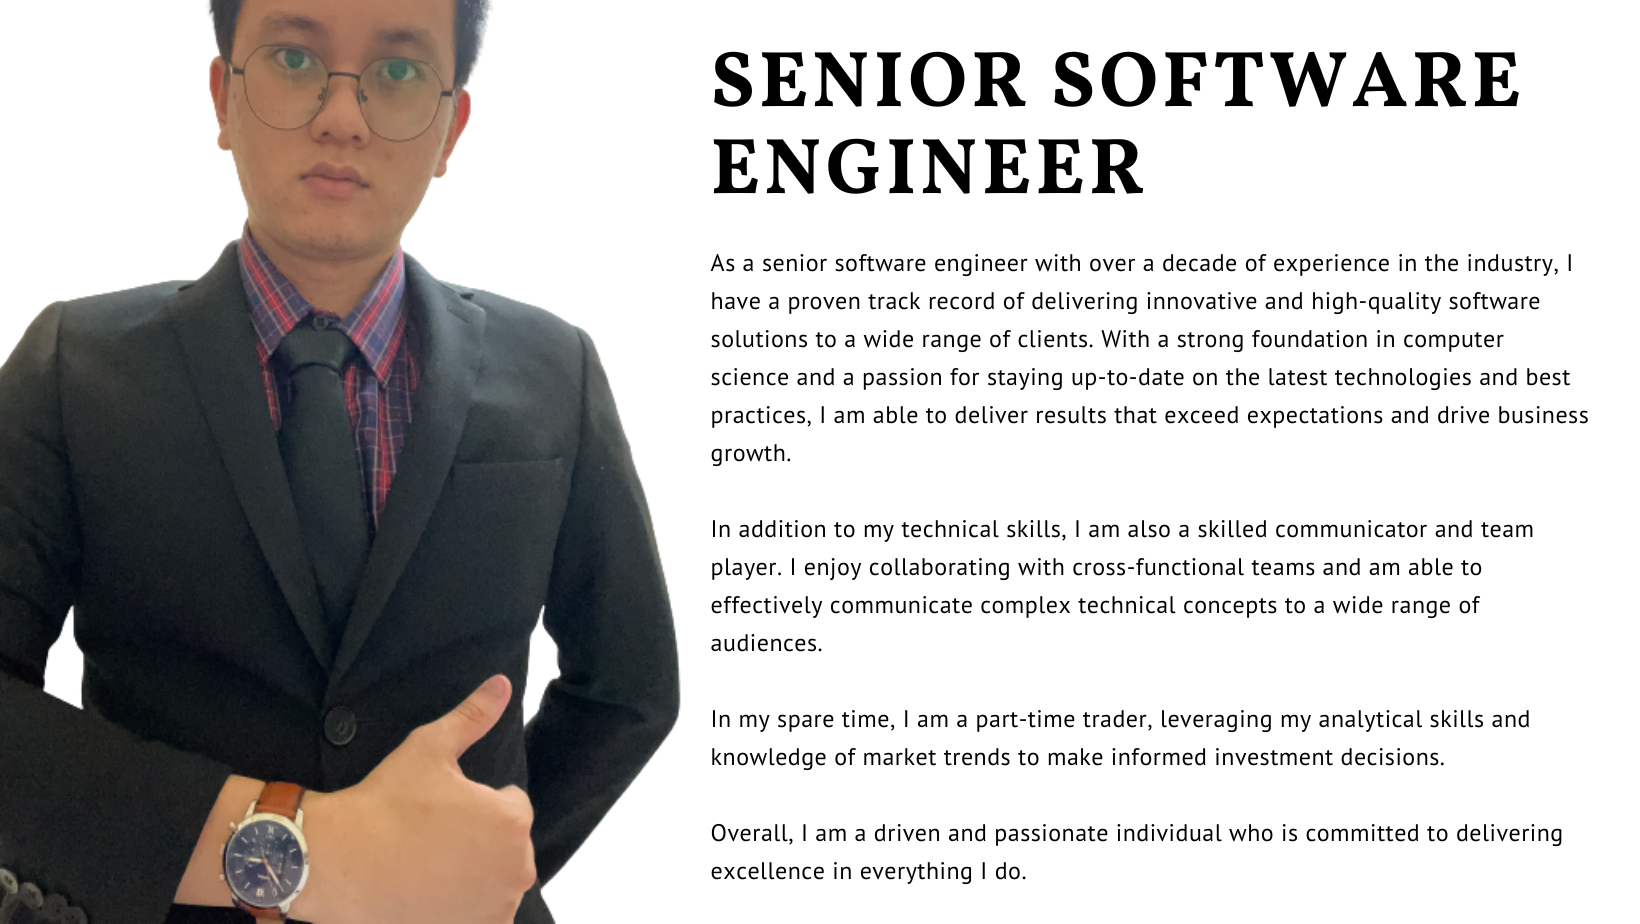 SENIOR SOFTWARE
ENGINEER
As a senior software engineer with over a decade of experience in the industry, I
have a proven track record of delivering innovative and high-quality software
solutions to a wide range of clients. With a strong foundation in computer
science and a passion for staying up-to-date on the latest technologies and best
practices, I am able to deliver results that exceed expectations and drive business
growth.
In addition to my technical skills, I am also a skilled communicator and team
player. I enjoy collaborating with cross-functional teams and am able to
effectively communicate complex technical concepts to a wide range of
audiences.
In my spare time, I am a part-time trader, leveraging my analytical skills and
knowledge of market trends to make informed investment decisions.
Overall, I am a driven and passionate individual who is committed to delivering
excellence in everything I do.